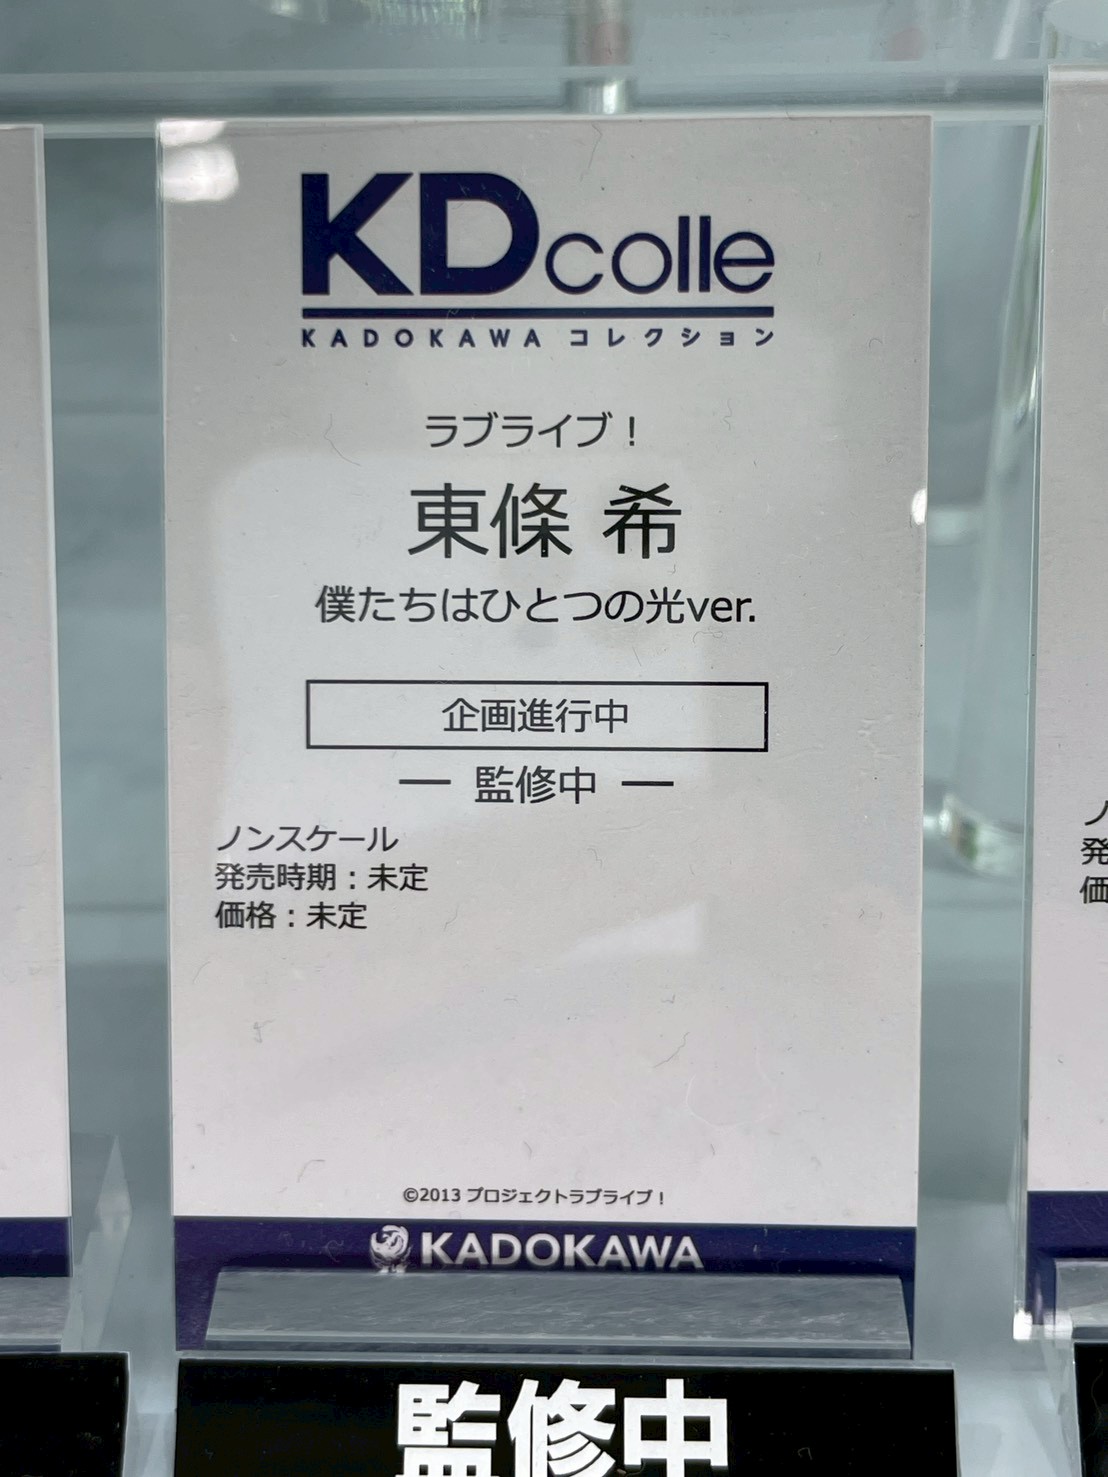 KDcolle
KADOKAWA コレクション
ラブライブ！
東條 希
僕たちはひとつの光ver.
企画進行中
― 監修中 ―
ノンスケール
発売時期：未定
価格：未定
©2013 プロジェクトラブライブ！
KADOKAWA
監修中
ノ
発
価